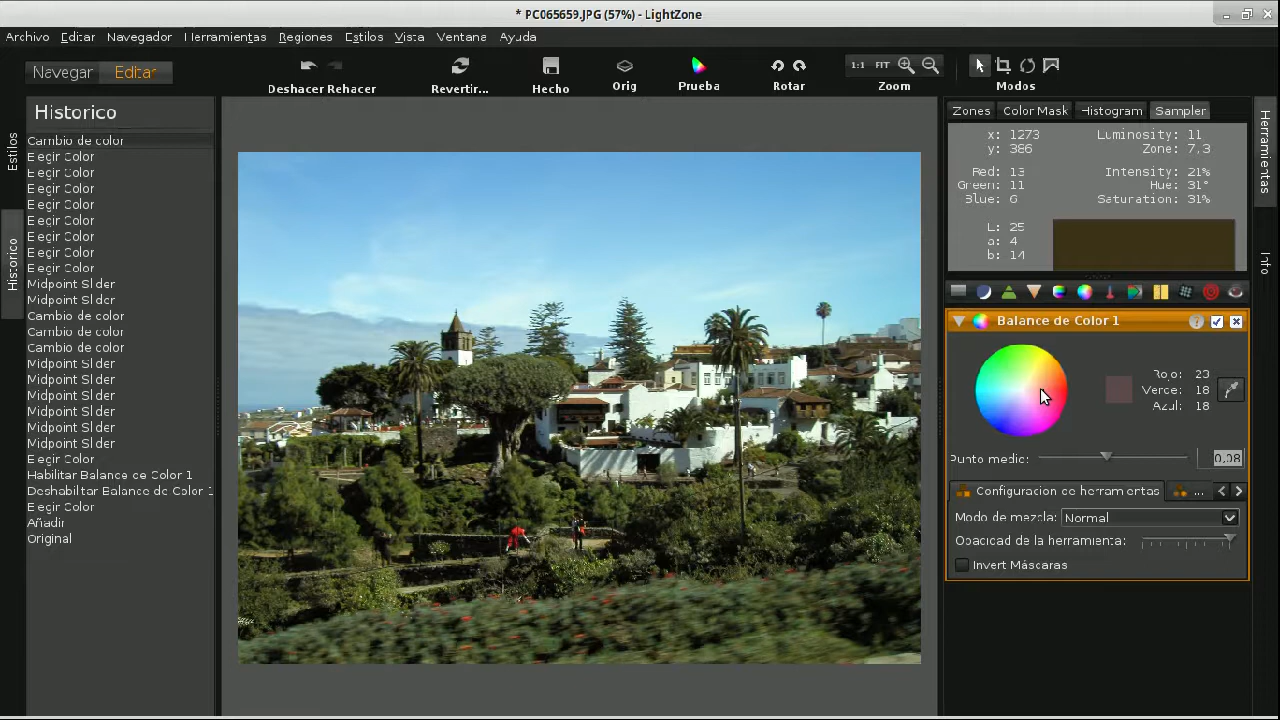 * PC065659.JPG (57%) - LightZone
Archivo Editar Navegador Herramientas Regiones Estilos Vista Ventana Ayuda
Navegar Editar
Deshacer Rehacer Revertir... Hecho Orig Prueba Rotar 1:1 FIT Zoom Modos
Estilos
Historico
Historico
Cambio de color
Elegir Color
Elegir Color
Elegir Color
Elegir Color
Elegir Color
Elegir Color
Elegir Color
Elegir Color
Midpoint Slider
Midpoint Slider
Cambio de color
Cambio de color
Cambio de color
Midpoint Slider
Midpoint Slider
Midpoint Slider
Midpoint Slider
Midpoint Slider
Midpoint Slider
Elegir Color
Habilitar Balance de Color 1
Deshabilitar Balance de Color 1
Elegir Color
Añadir
Original
Zones Color Mask Histogram Sampler
x: 1273 Luminosity: 11
y: 386 Zone: 7,3
Red: 13 Intensity: 21%
Green: 11 Hue: 31°
Blue: 6 Saturation: 31%
L: 25
a: 4
b: 14
Balance de Color 1
Rojo: 23
Verce: 18
Azul: 18
Punto medio: 0,08
Configuracion de herramientas ...
Modo de mezcla: Normal
Opacidad de la herramienta:
Invert Máscaras
Herramientas
Info